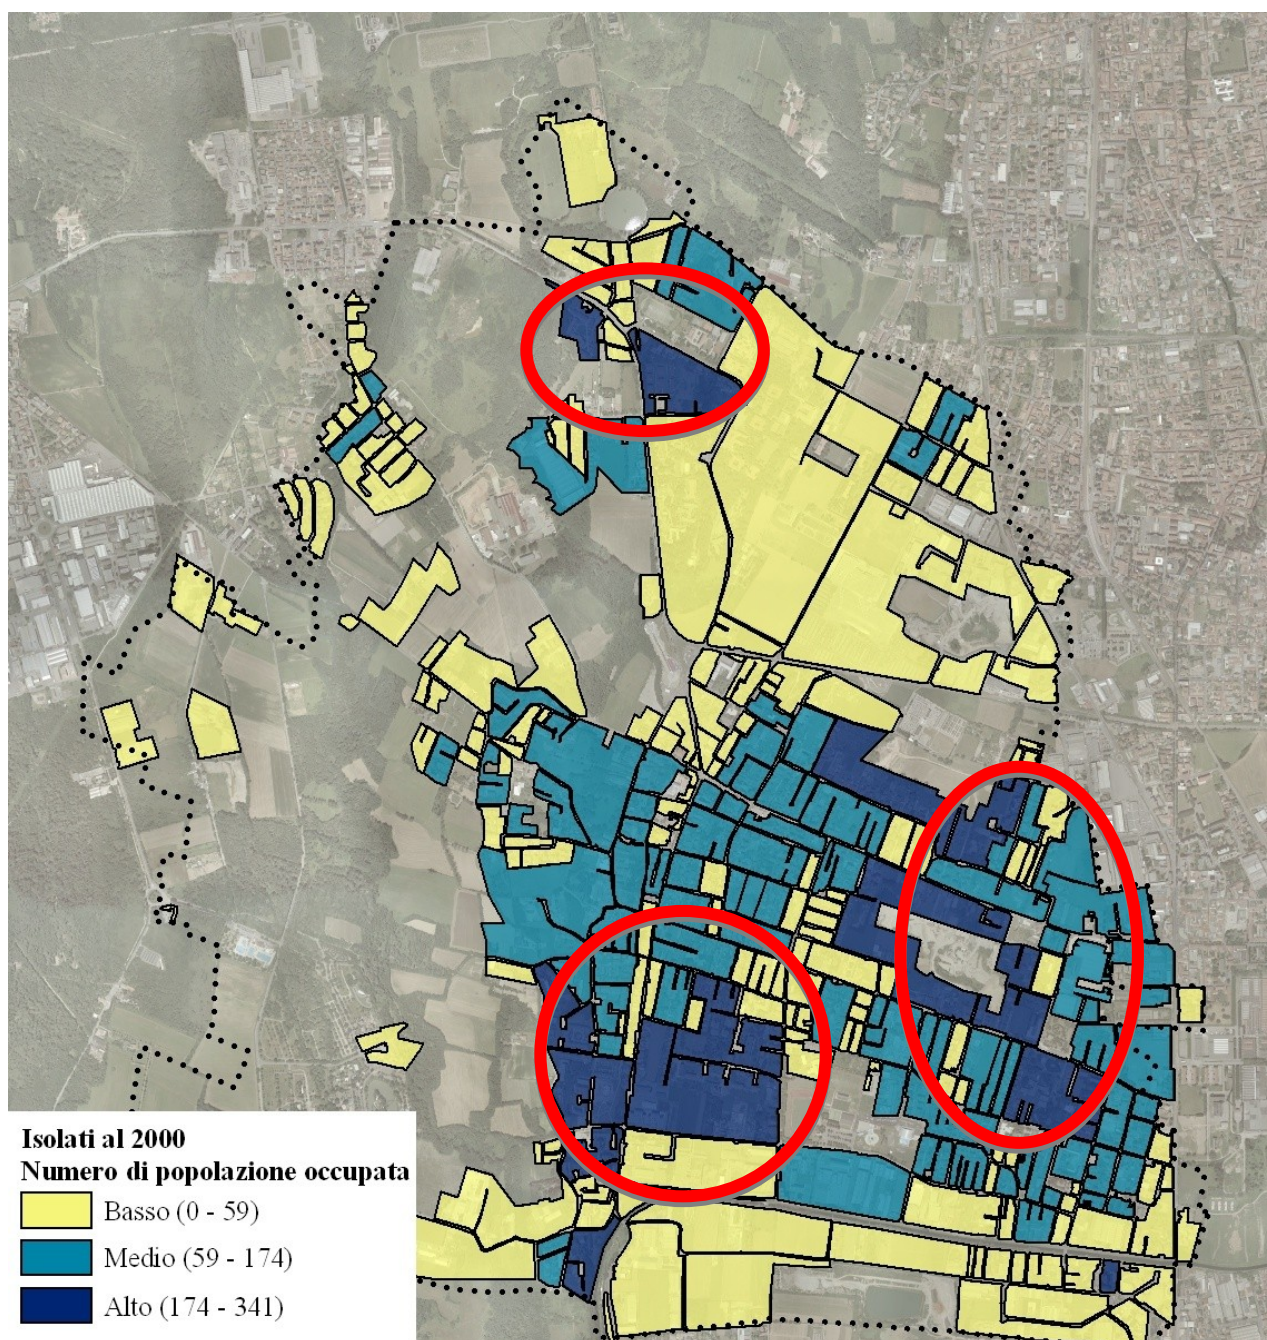 Isolati al 2000
Numero di popolazione occupata
Basso (0 - 59)
Medio (59 - 174)
Alto (174 - 341)